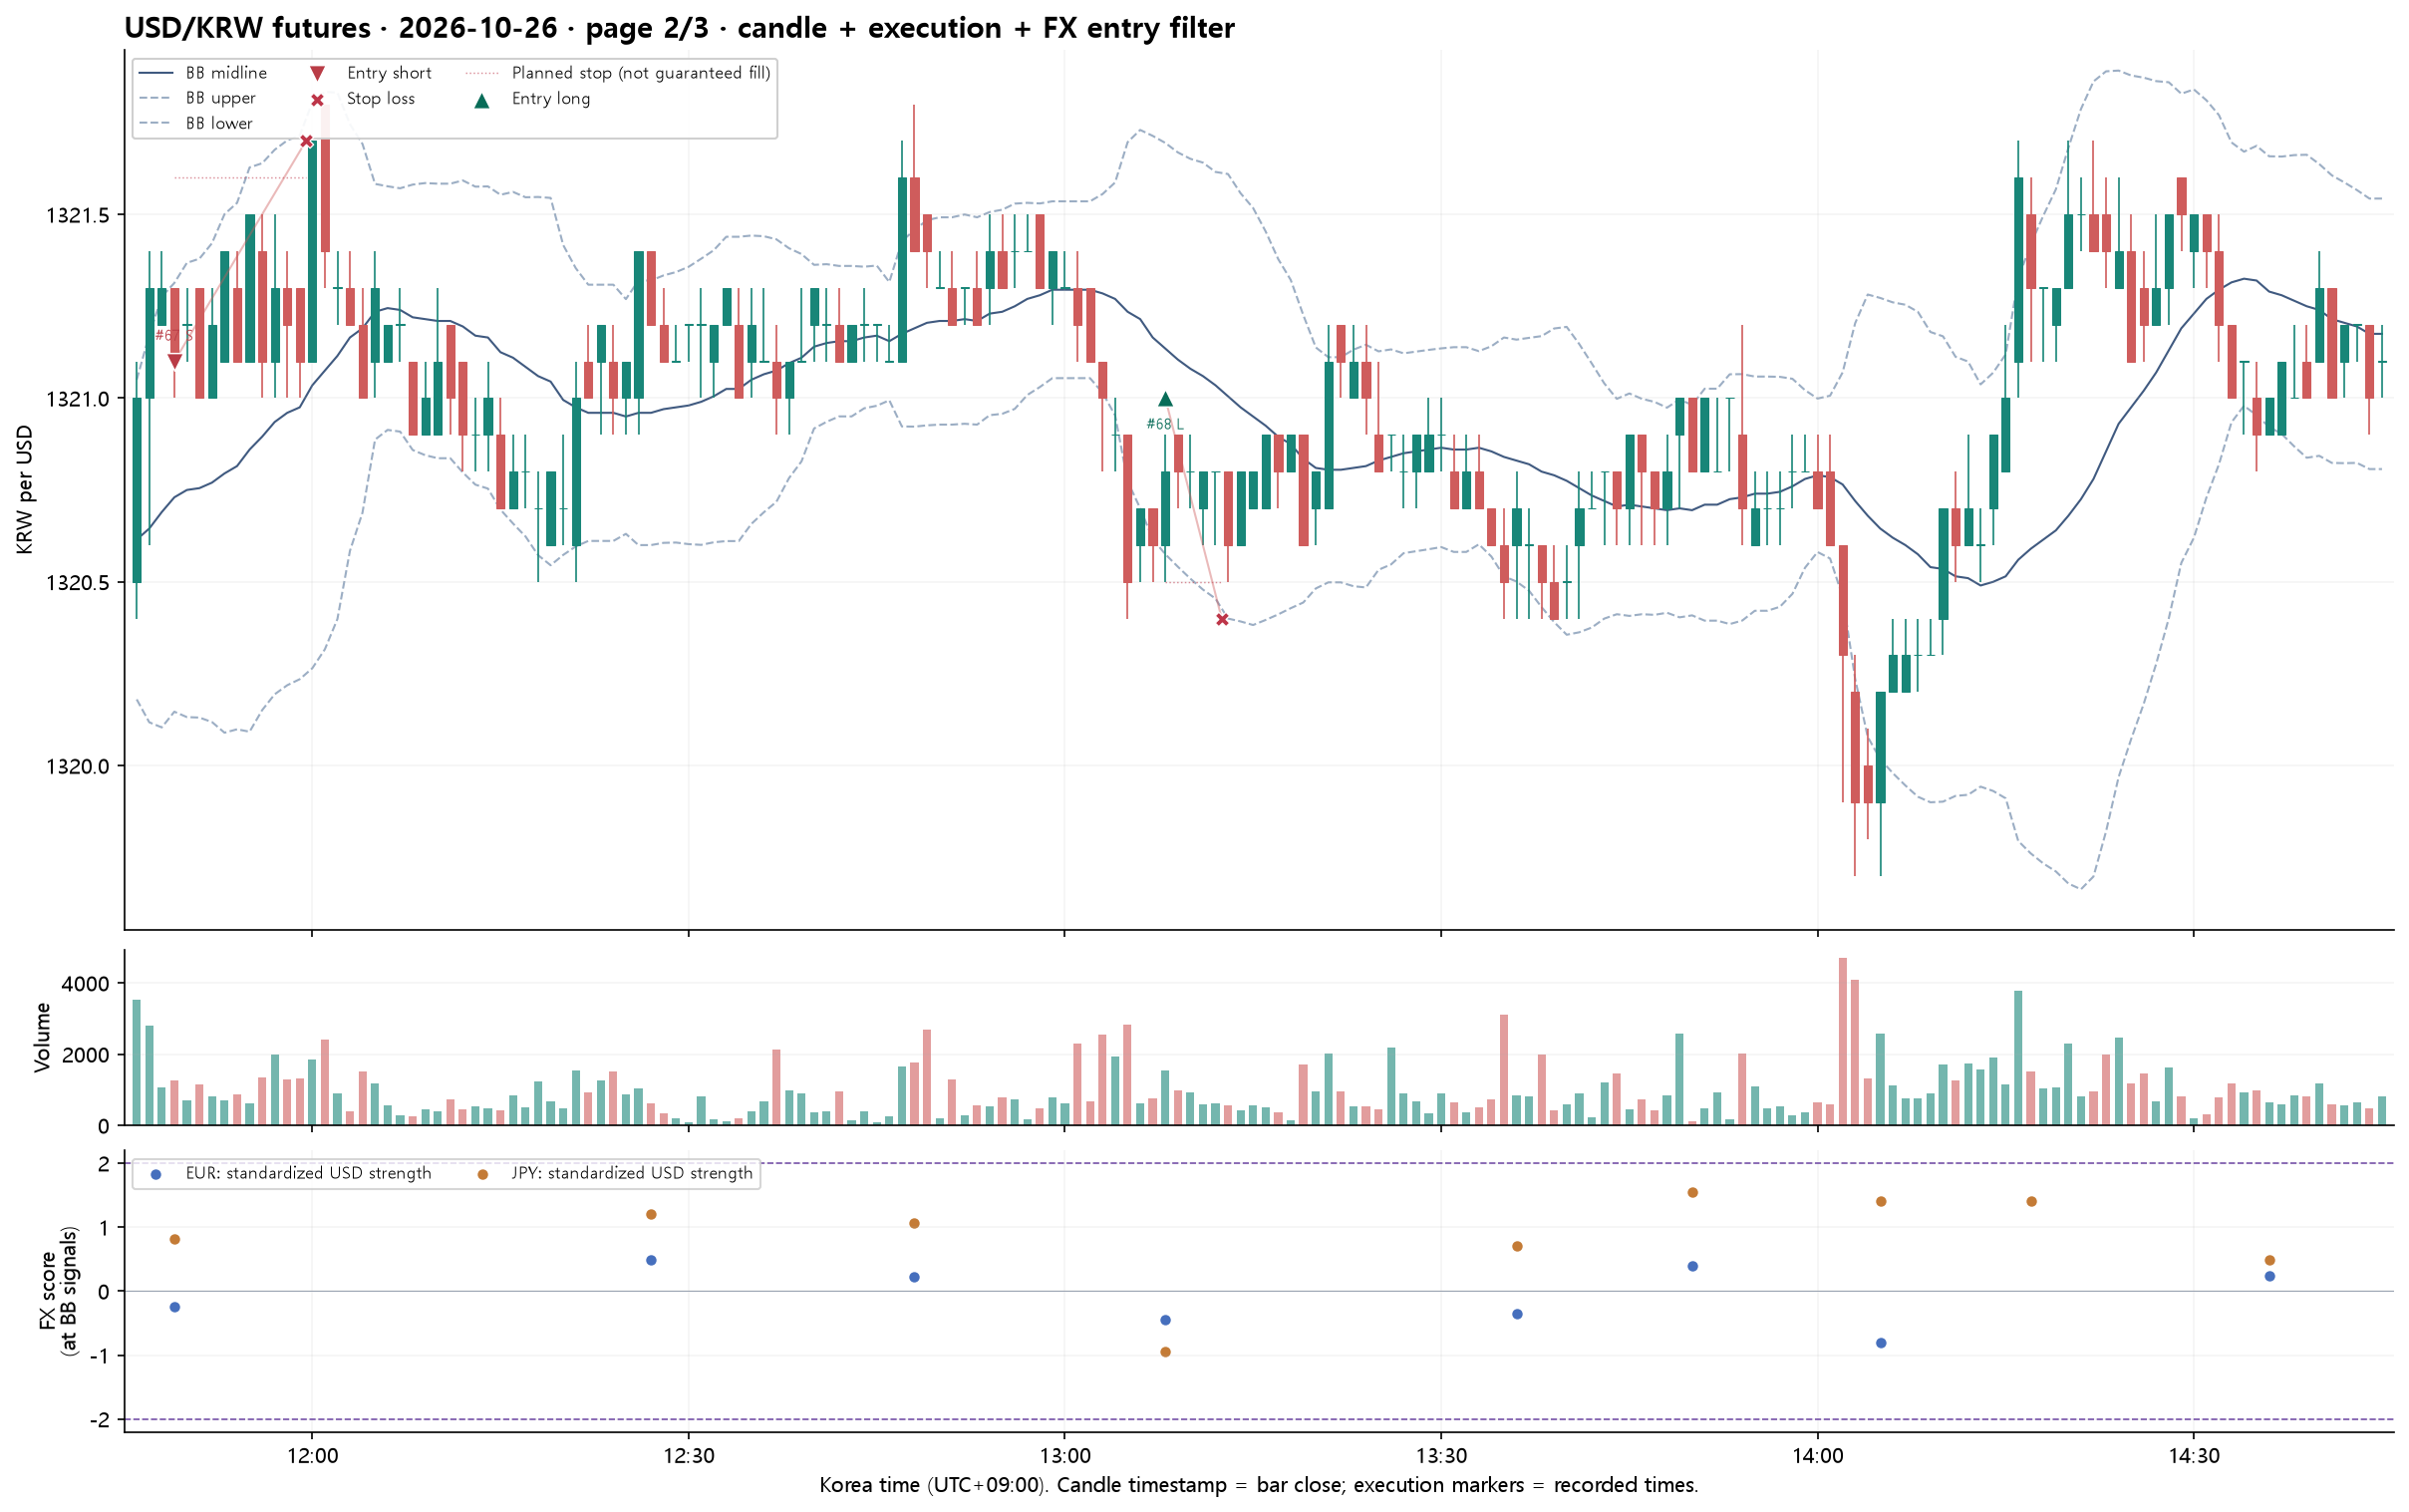 USD/KRW futures · 2026-10-26 · page 2/3 · candle + execution + FX entry filter
BB midline
BB upper
BB lower
Entry short
Stop loss
Planned stop (not guaranteed fill)
Entry long
#67 S
#68 L
KRW per USD
1321.5
1321.0
1320.5
1320.0
Volume
4000
2000
0
EUR: standardized USD strength
JPY: standardized USD strength
FX score
(at BB signals)
2
1
0
-1
-2
12:00
12:30
13:00
13:30
14:00
14:30
Korea time (UTC+09:00). Candle timestamp = bar close; execution markers = recorded times.